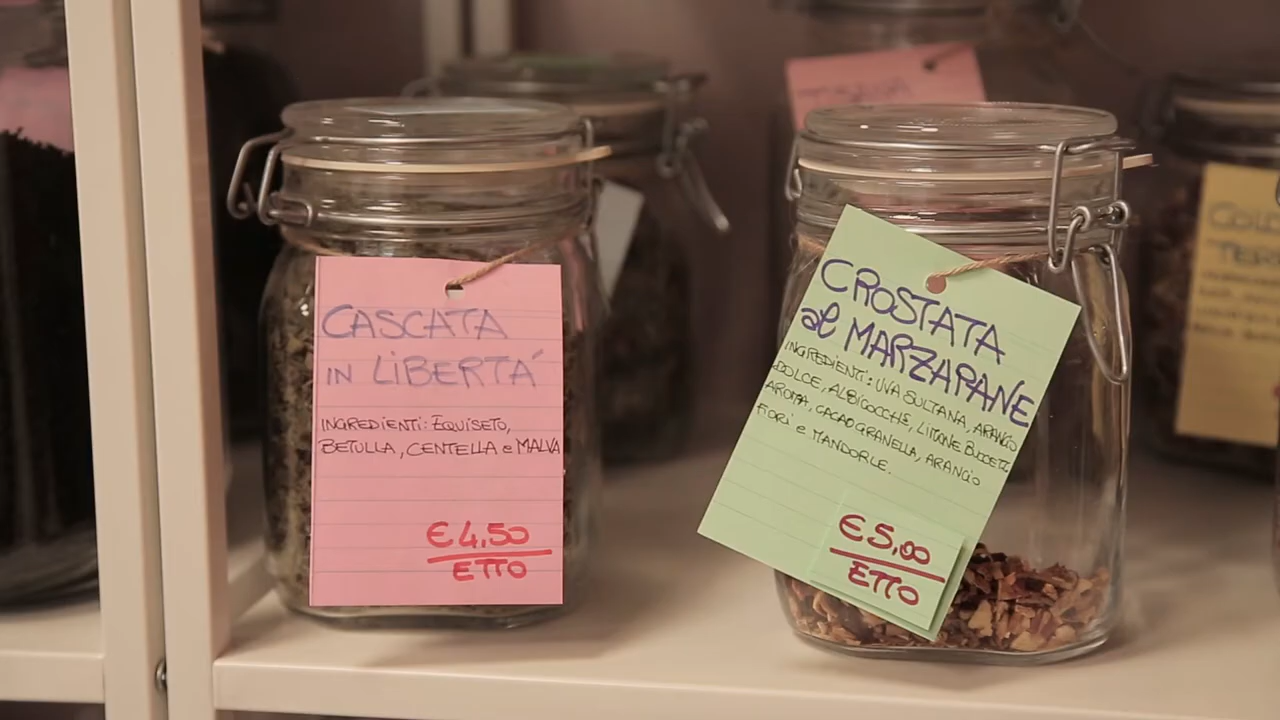 CASCATA
IN LIBERTÁ
INGREDIENTI: EQUISETO,
BETULLA, CENTELLA e MALVA
€ 4,50
ETTO
CROSTATA
al MARZAPANE
INGREDIENTI: UVA SULTANA, ARANCIO
DOLCE, ALBICOCCHE, LIMONE BUCCETTE
AROMA, CACAO GRANELLA, ARANCIO
FIORI e MANDORLE.
€ 5,00
ETTO